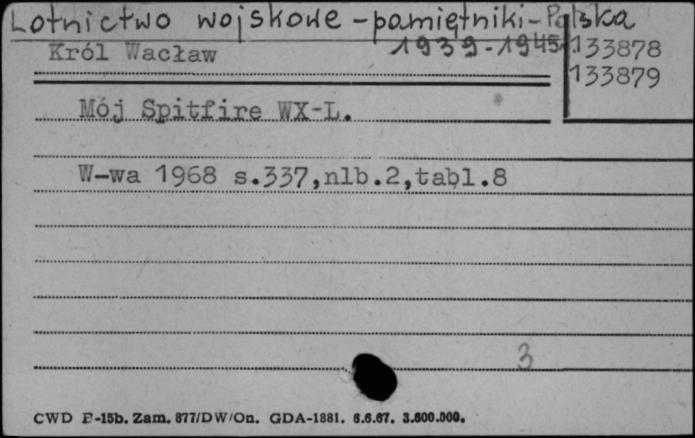 Lotnictwo wojskowe - pamiętniki - Polska
1939-1945
Król Wacław
133878
133879
Mój Spitfire WX-L.
W-wa 1968 s.337,nlb.2,tabl.8
3
CWD P-15b. Zam. 877/DW/On. GDA-1881. 6.6.67. 3.600.000.